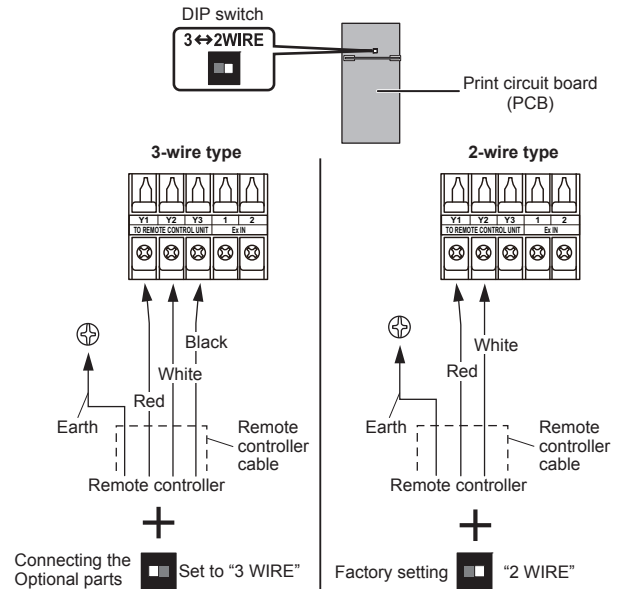 DIP switch
3↔2WIRE
Print circuit board
(PCB)
3-wire type
Y1 Y2 Y3 1 2
TO REMOTE CONTROL UNIT Ex IN
Black
White
Red
Earth
Remote
controller
cable
Remote controller
+
Connecting the
Optional parts
Set to “3 WIRE”
2-wire type
Y1 Y2 Y3 1 2
TO REMOTE CONTROL UNIT Ex IN
White
Red
Earth
Remote
controller
cable
Remote controller
+
Factory setting
“2 WIRE”